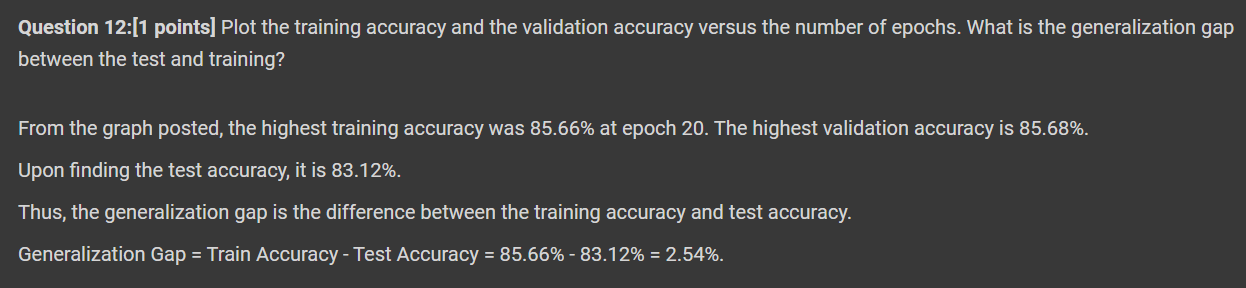 Question 12:[1 points] Plot the training accuracy and the validation accuracy versus the number of epochs. What is the generalization gap
between the test and training?
From the graph posted, the highest training accuracy was 85.66% at epoch 20. The highest validation accuracy is 85.68%.
Upon finding the test accuracy, it is 83.12%.
Thus, the generalization gap is the difference between the training accuracy and test accuracy.
Generalization Gap = Train Accuracy - Test Accuracy = 85.66% - 83.12% = 2.54%.